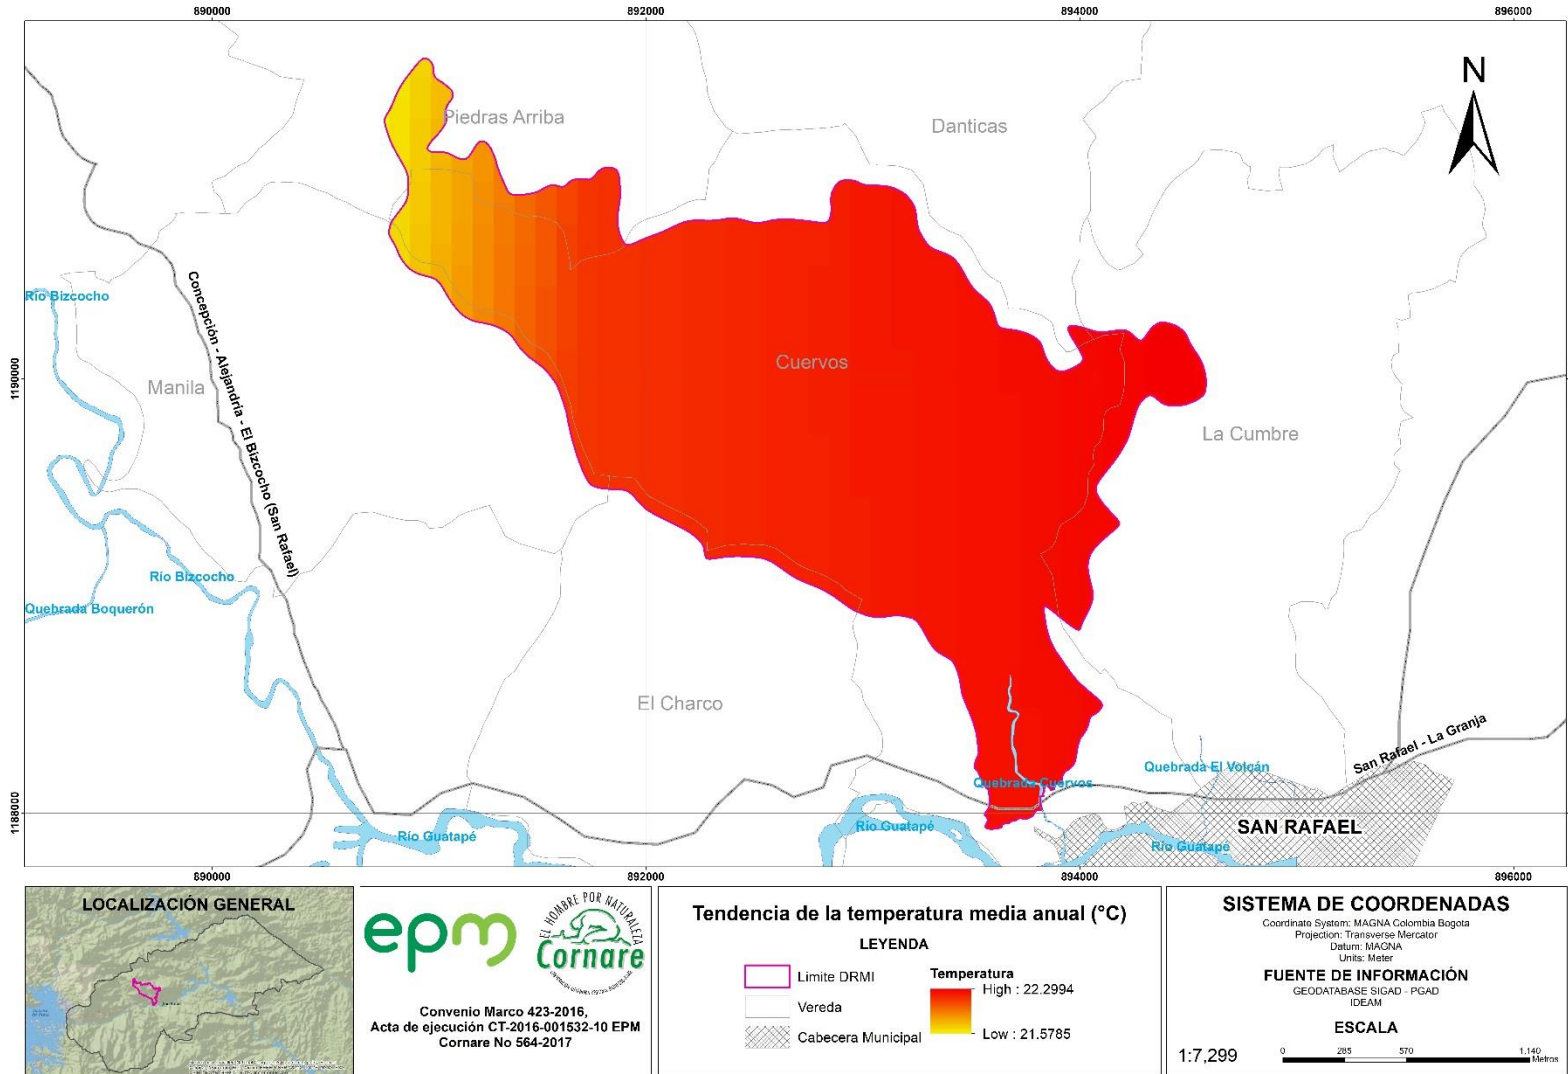 890000
892000
894000
896000
N
Piedras Arriba
Danticas
Río Bizcocho
Concepción - Alejandría - El Bizcocho (San Rafael)
Cuervos
1190000
Manila
La Cumbre
Río Bizcocho
Quebrada Boquerón
El Charco
San Rafael - La Granja
Quebrada El Volcán
Quebrada Cuervos
1188000
Río Guatapé
Río Guatapé
SAN RAFAEL
Río Guatapé
890000
892000
894000
896000
LOCALIZACIÓN GENERAL
epm
EL HOMBRE POR NATURALEZA
Cornare
Convenio Marco 423-2016,
Acta de ejecución CT-2016-001532-10 EPM
Cornare No 564-2017
Tendencia de la temperatura media anual (°C)
LEYENDA
Limite DRMI
Vereda
Cabecera Municipal
Temperatura
High : 22.2994
Low : 21.5785
SISTEMA DE COORDENADAS
Coordinate System: MAGNA Colombia Bogota
Projection: Transverse Mercator
Datum: MAGNA
Units: Meter
FUENTE DE INFORMACIÓN
GEODATABASE SIGAD - PGAD
IDEAM
ESCALA
1:7,299
0 285 570 1,140
Metros